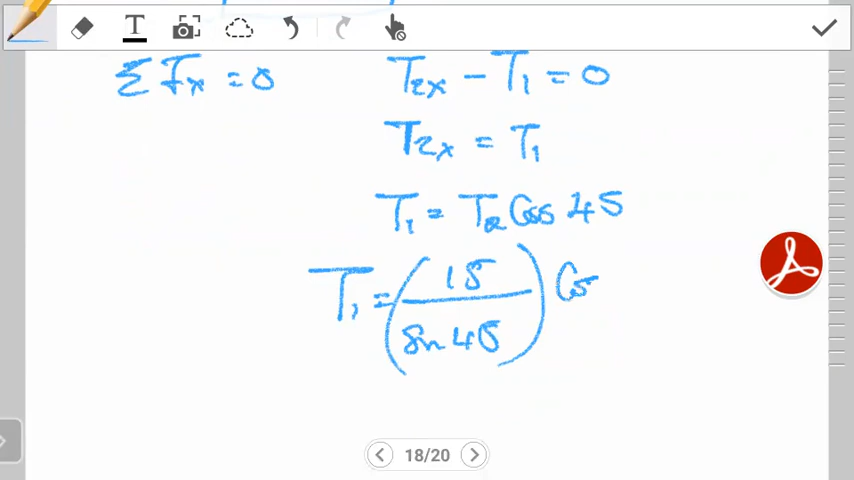 T
ΣFx = 0 T2x - T1 = 0
T2x = T1
T1 = T2 Cos 45
T1 = (15 / Sin 45) Cos
18/20